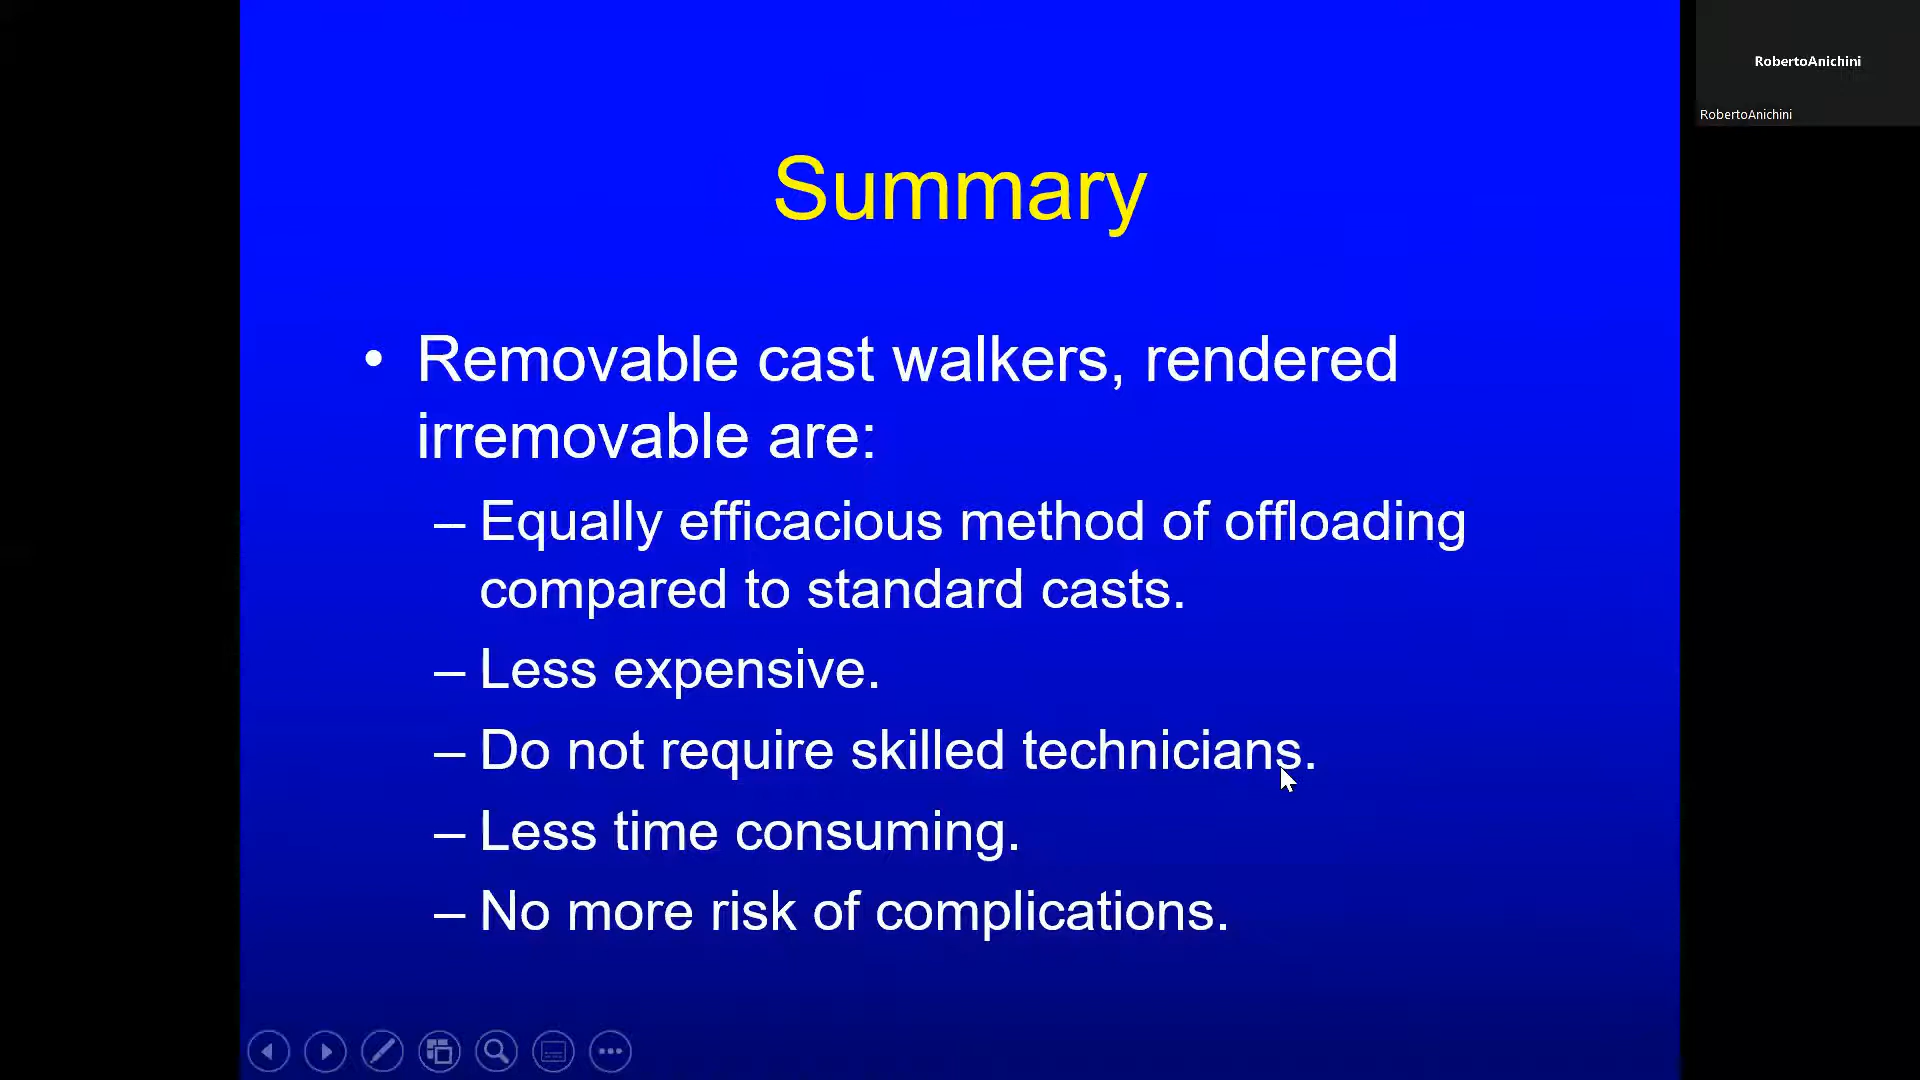 RobertoAnichini
RobertoAnichini
Summary
• Removable cast walkers, rendered
irremovable are:
– Equally efficacious method of offloading
compared to standard casts.
– Less expensive.
– Do not require skilled technicians.
– Less time consuming.
– No more risk of complications.